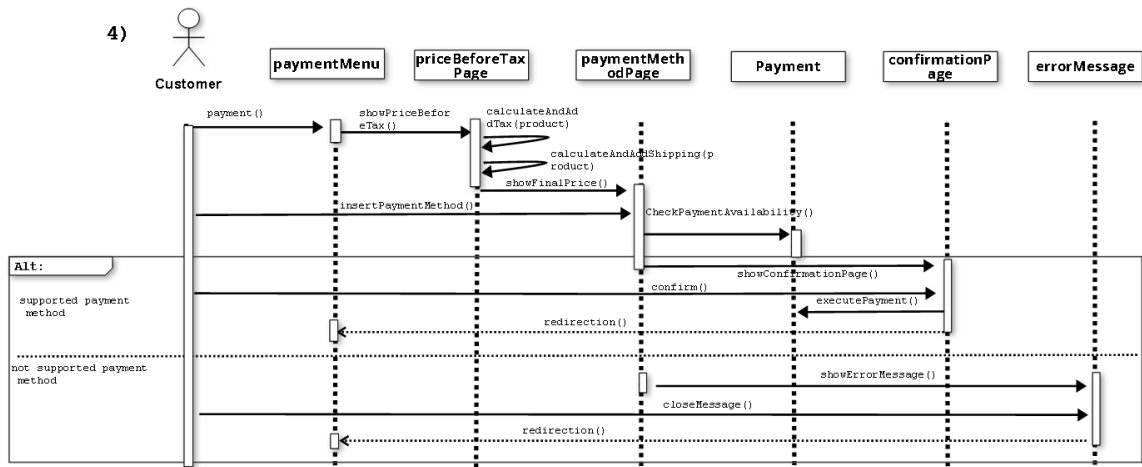 4)
Customer
paymentMenu
priceBeforeTax
Page
paymentMeth
odPage
Payment
confirmationP
age
errorMessage
payment()
showPriceBefor
eTax()
calculateAndAd
dTax(product)
calculateAndAddShipping(p
roduct)
showFinalPrice()
insertPaymentMethod()
CheckPaymentAvailability()
Alt:
showConfirmationPage()
supported payment
method
confirm()
executePayment()
redirection()
not supported payment
method
showErrorMessage()
closeMessage()
redirection()